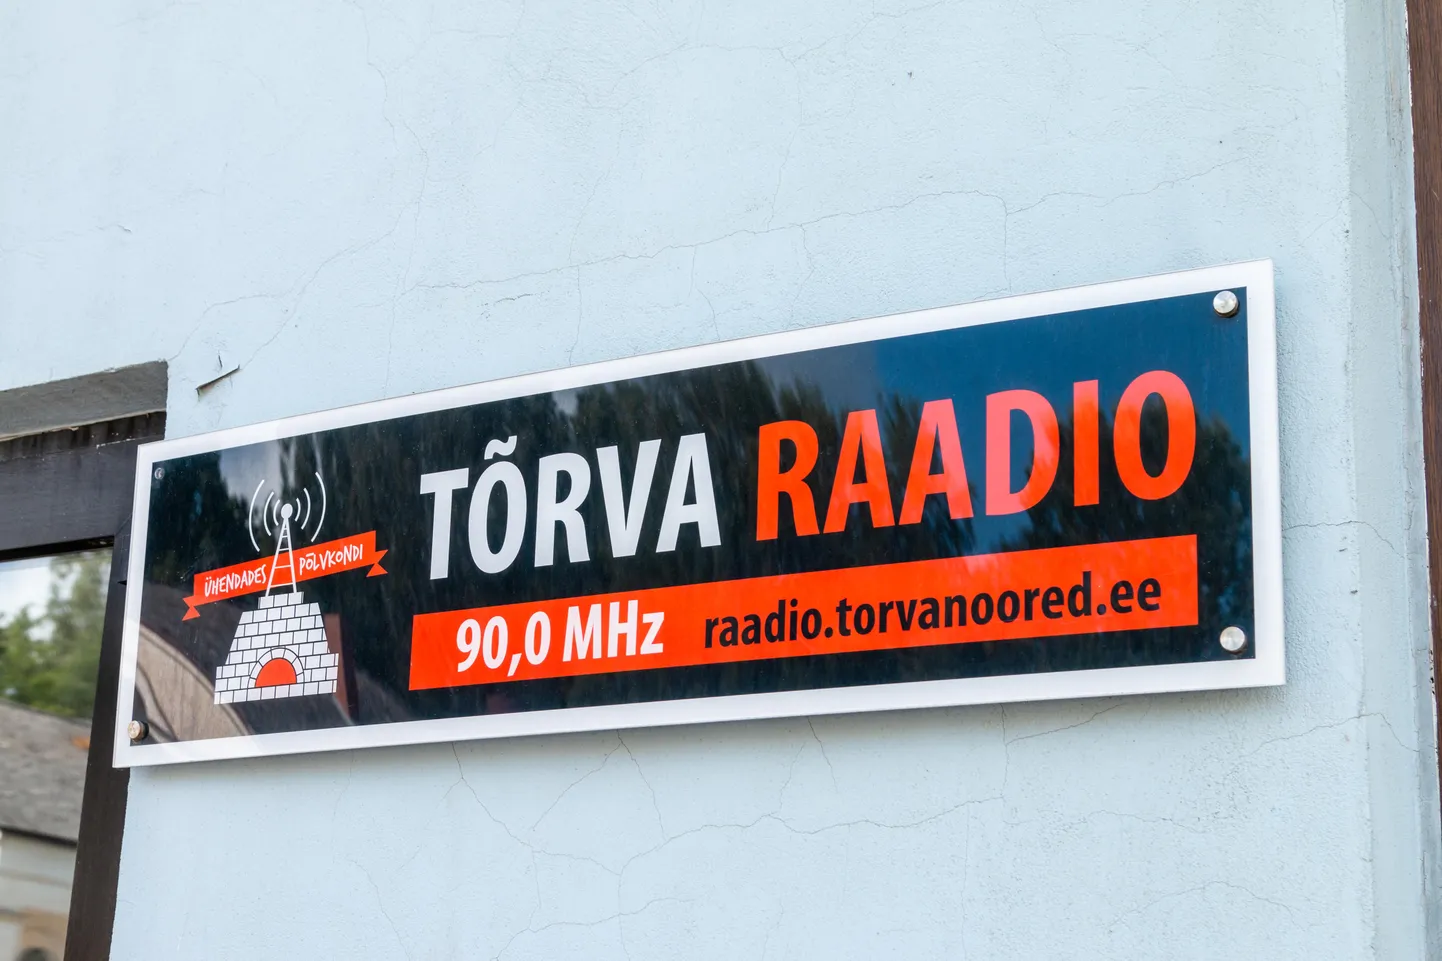 TÕRVA RAADIO
ÜHENDADES PÕLVKONDI
90,0 MHz raadio.torvanoored.ee